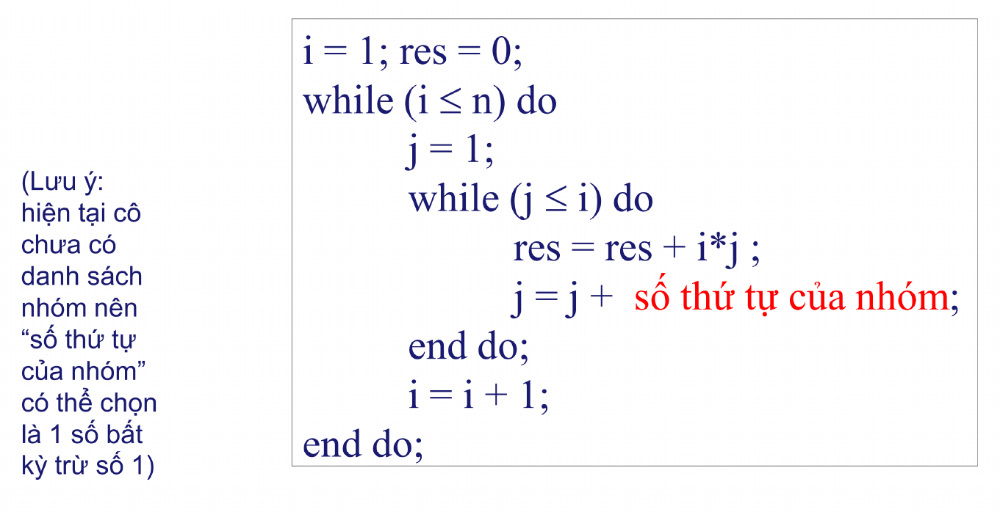 i = 1; res = 0;
while (i ≤ n) do
j = 1;
while (j ≤ i) do
res = res + i*j ;
j = j + số thứ tự của nhóm;
end do;
i = i + 1;
end do;
(Lưu ý:
hiện tại cô
chưa có
danh sách
nhóm nên
“số thứ tự
của nhóm”
có thể chọn
là 1 số bất
kỳ trừ số 1)